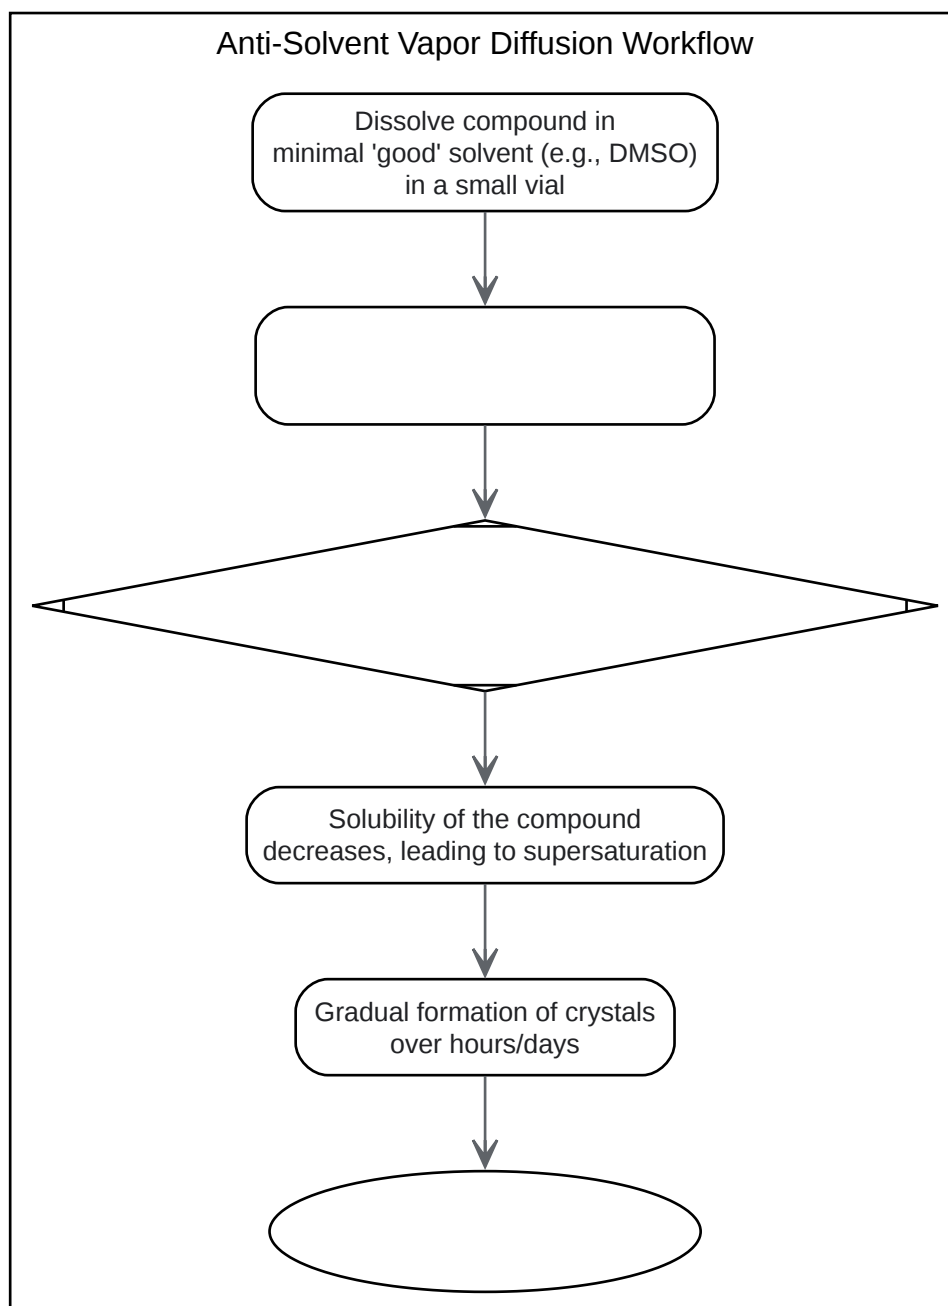 Anti-Solvent Vapor Diffusion Workflow
Dissolve compound in
minimal 'good' solvent (e.g., DMSO)
in a small vial
Solubility of the compound
decreases, leading to supersaturation
Gradual formation of crystals
over hours/days